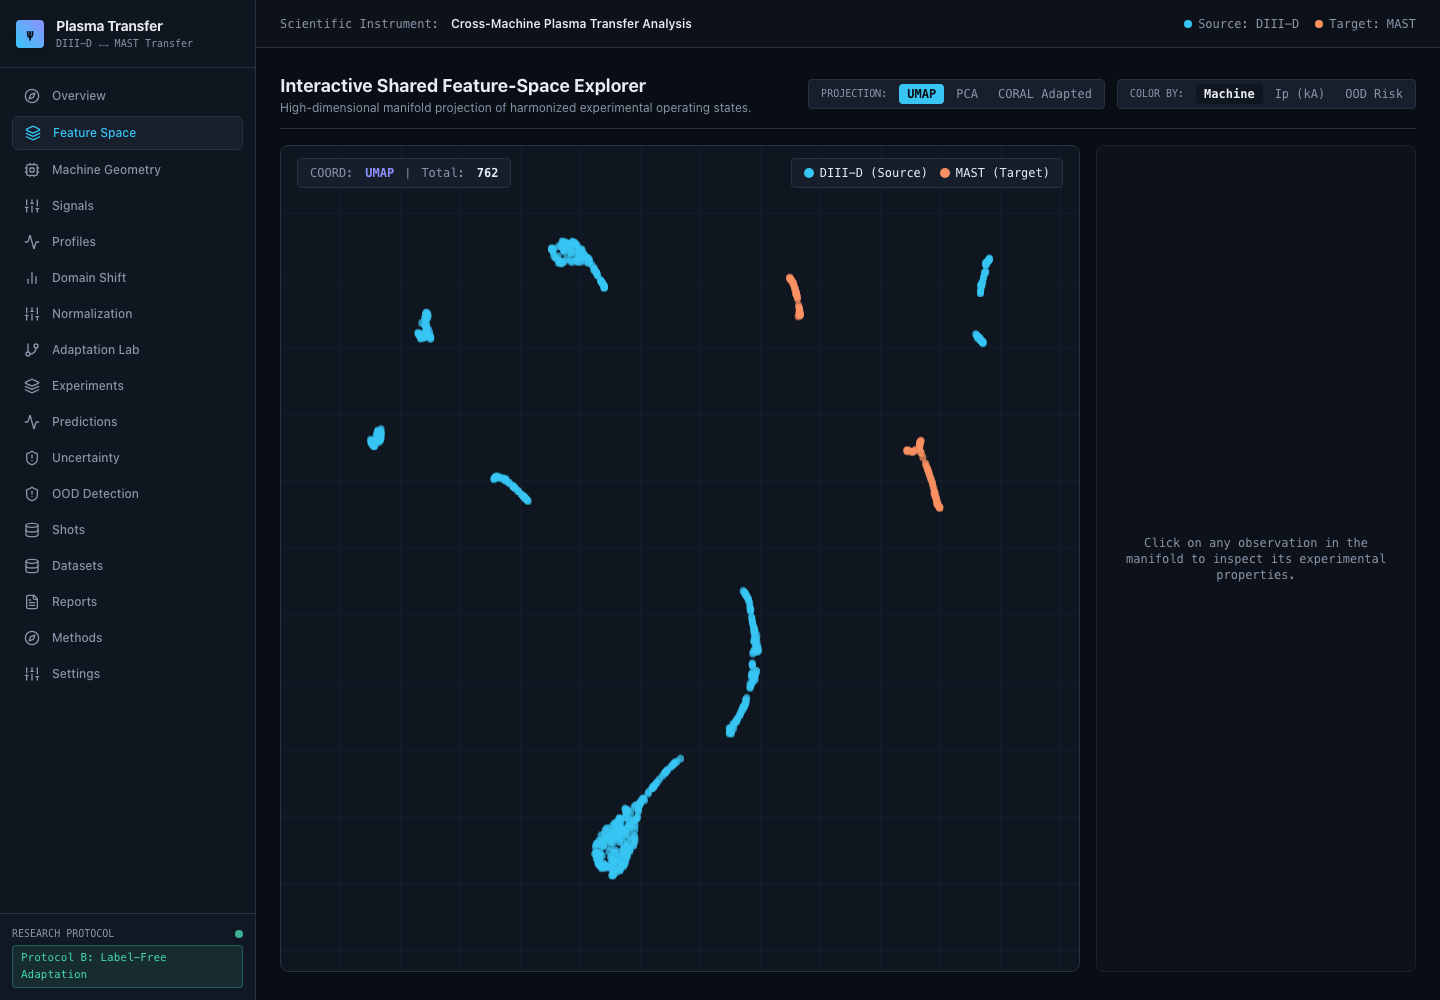 Ψ
Plasma Transfer
DIII–D ⟷ MAST Transfer
Overview
Feature Space
Machine Geometry
Signals
Profiles
Domain Shift
Normalization
Adaptation Lab
Experiments
Predictions
Uncertainty
OOD Detection
Shots
Datasets
Reports
Methods
Settings
RESEARCH PROTOCOL
Protocol B: Label–Free
Adaptation
Scientific Instrument: Cross-Machine Plasma Transfer Analysis
Source: DIII–D
Target: MAST
Interactive Shared Feature-Space Explorer
High-dimensional manifold projection of harmonized experimental operating states.
PROJECTION: UMAP PCA CORAL Adapted
COLOR BY: Machine Ip (kA) OOD Risk
COORD: UMAP | Total: 762
DIII–D (Source) MAST (Target)
Click on any observation in the
manifold to inspect its experimental
properties.